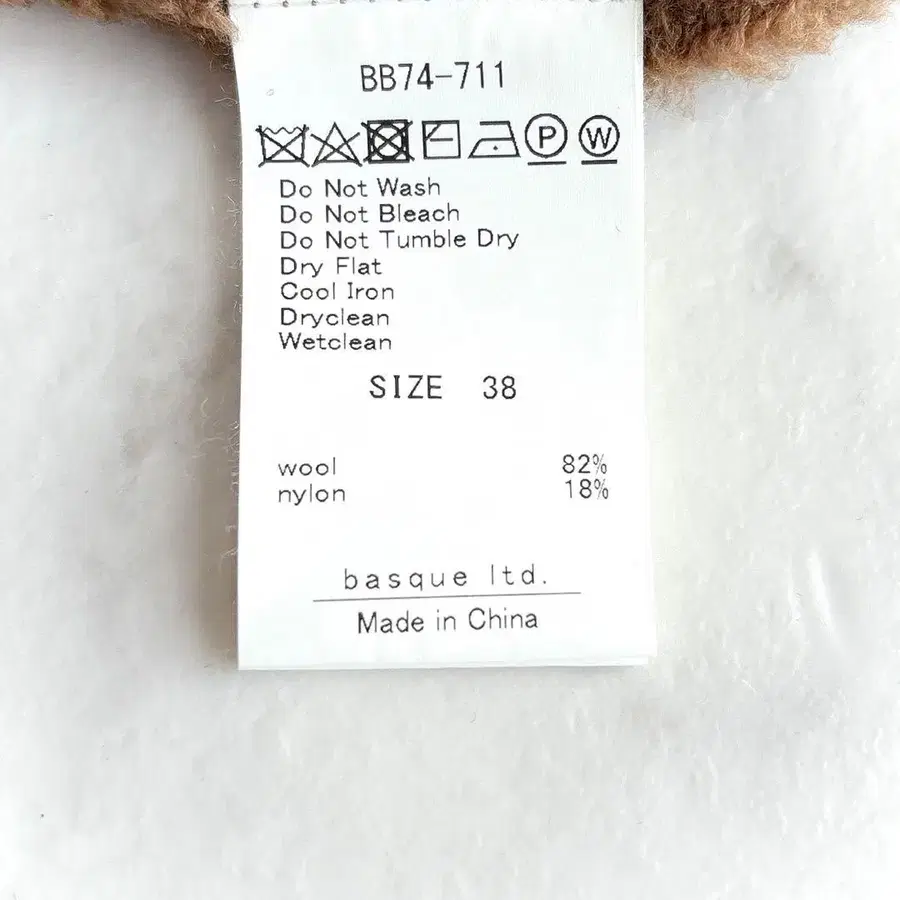 BB74-711
P W
Do Not Wash
Do Not Bleach
Do Not Tumble Dry
Dry Flat
Cool Iron
Dryclean
Wetclean
SIZE 38
wool 82%
nylon 18%
basque ltd.
Made in China